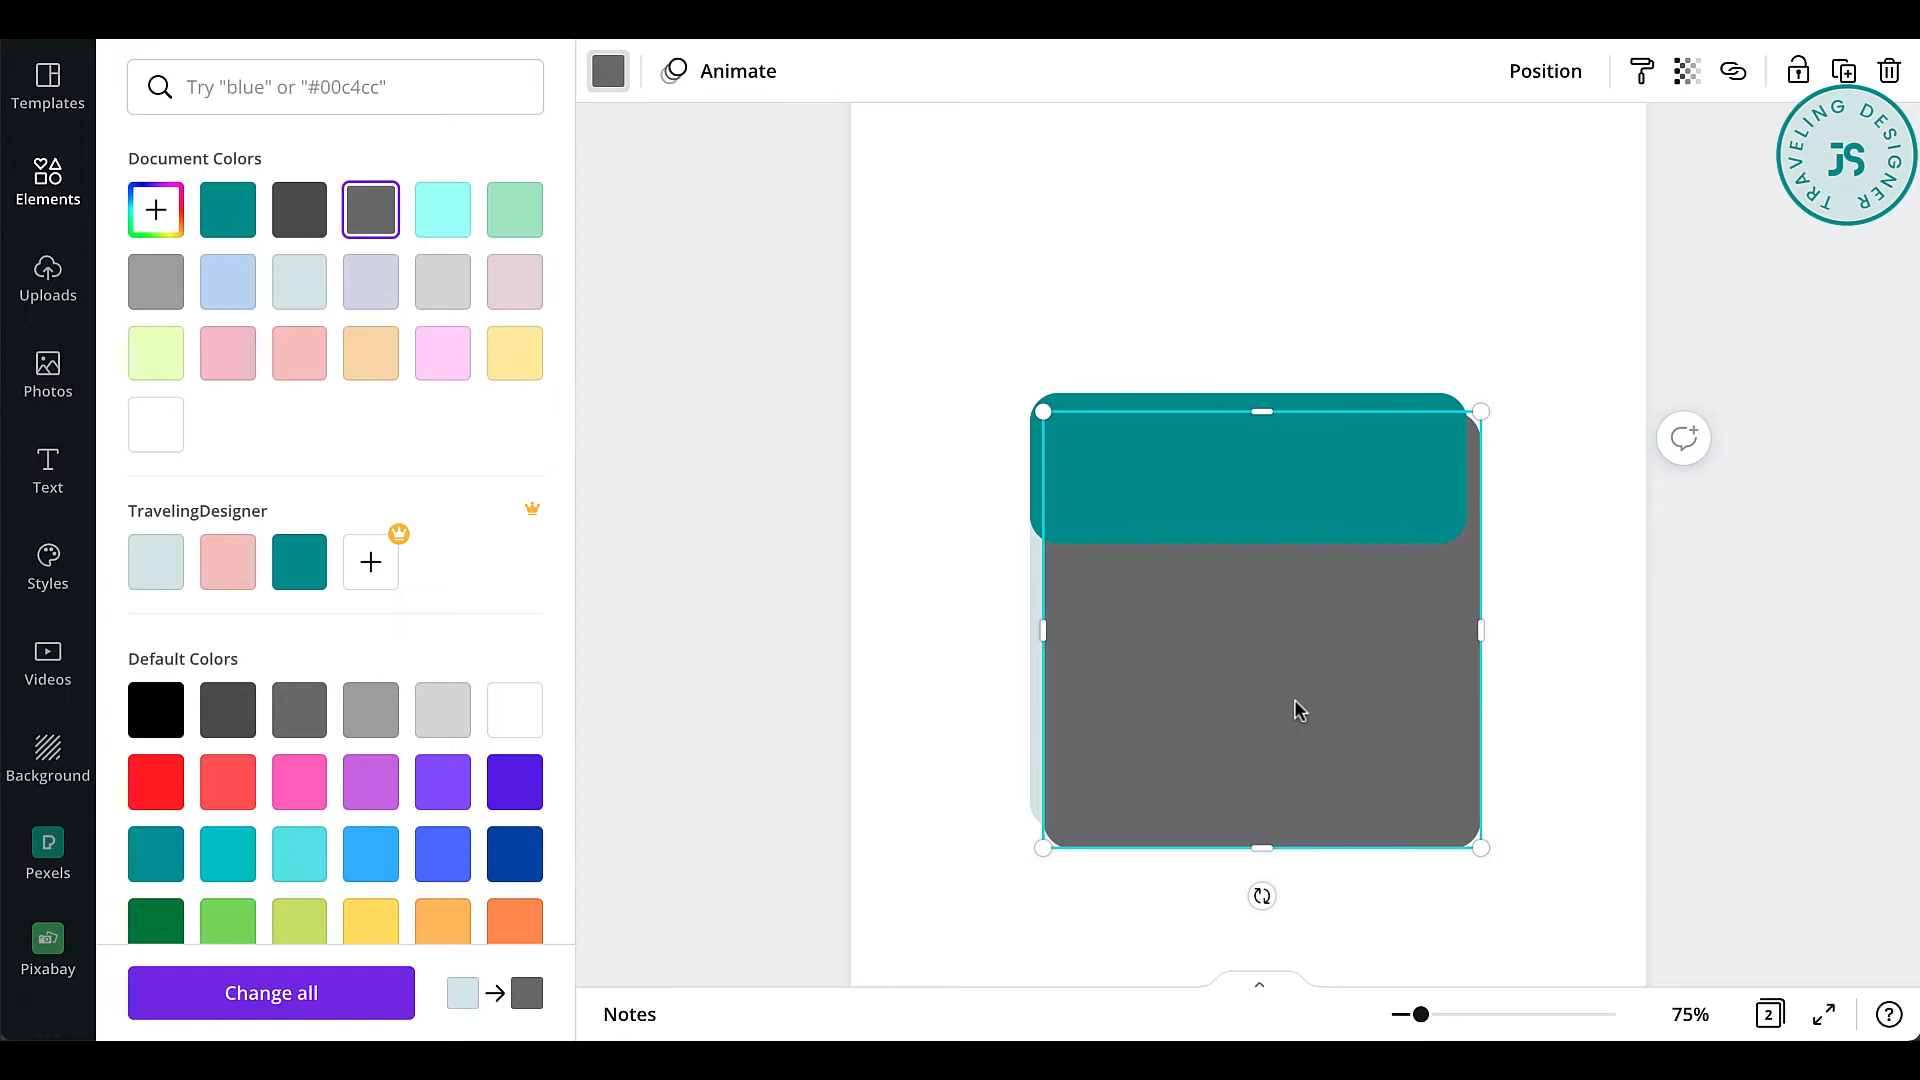 Templates
Elements
Uploads
Photos
Text
Styles
Videos
Background
Pexels
Pixabay
Try "blue" or "#00c4cc"
Document Colors
TravelingDesigner
Default Colors
Change all
Animate
Position
TRAVELING DESIGNER
JS
Notes
75%
2
?